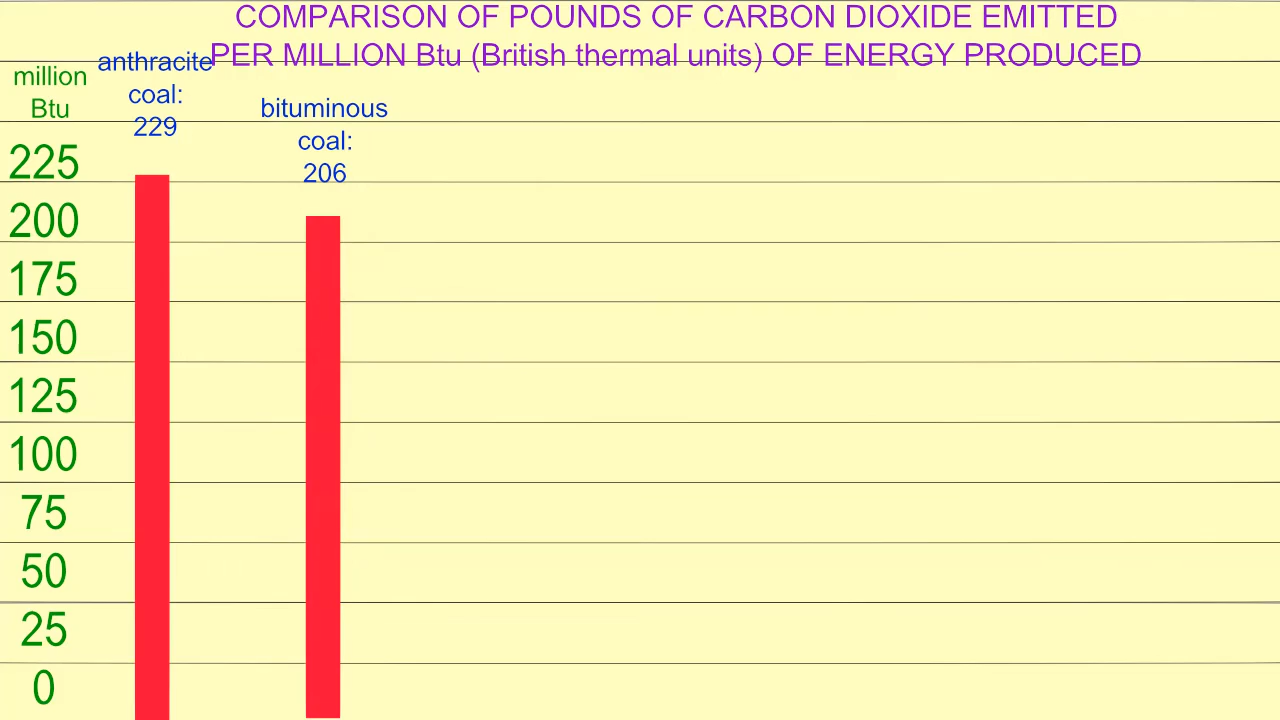 COMPARISON OF POUNDS OF CARBON DIOXIDE EMITTED
PER MILLION Btu (British thermal units) OF ENERGY PRODUCED
million
Btu
anthracite
coal:
229
bituminous
coal:
206
225
200
175
150
125
100
75
50
25
0